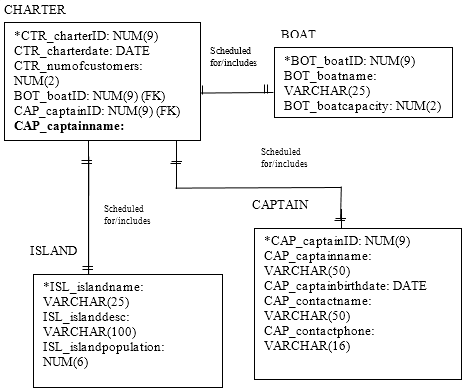 CHARTER
*CTR_charterID: NUM(9)
CTR_charterdate: DATE
CTR_numofcustomers:
NUM(2)
BOT_boatID: NUM(9) (FK)
CAP_captainID: NUM(9) (FK)
CAP_captainname:
Scheduled
for/includes
BOAT
*BOT_boatID: NUM(9)
BOT_boatname:
VARCHAR(25)
BOT_boatcapacity: NUM(2)
Scheduled
for/includes
Scheduled
for/includes
CAPTAIN
*CAP_captainID: NUM(9)
CAP_captainname:
VARCHAR(50)
CAP_captainbirthdate: DATE
CAP_contactname:
VARCHAR(50)
CAP_contactphone:
VARCHAR(16)
ISLAND
*ISL_islandname:
VARCHAR(25)
ISL_islanddesc:
VARCHAR(100)
ISL_islandpopulation:
NUM(6)